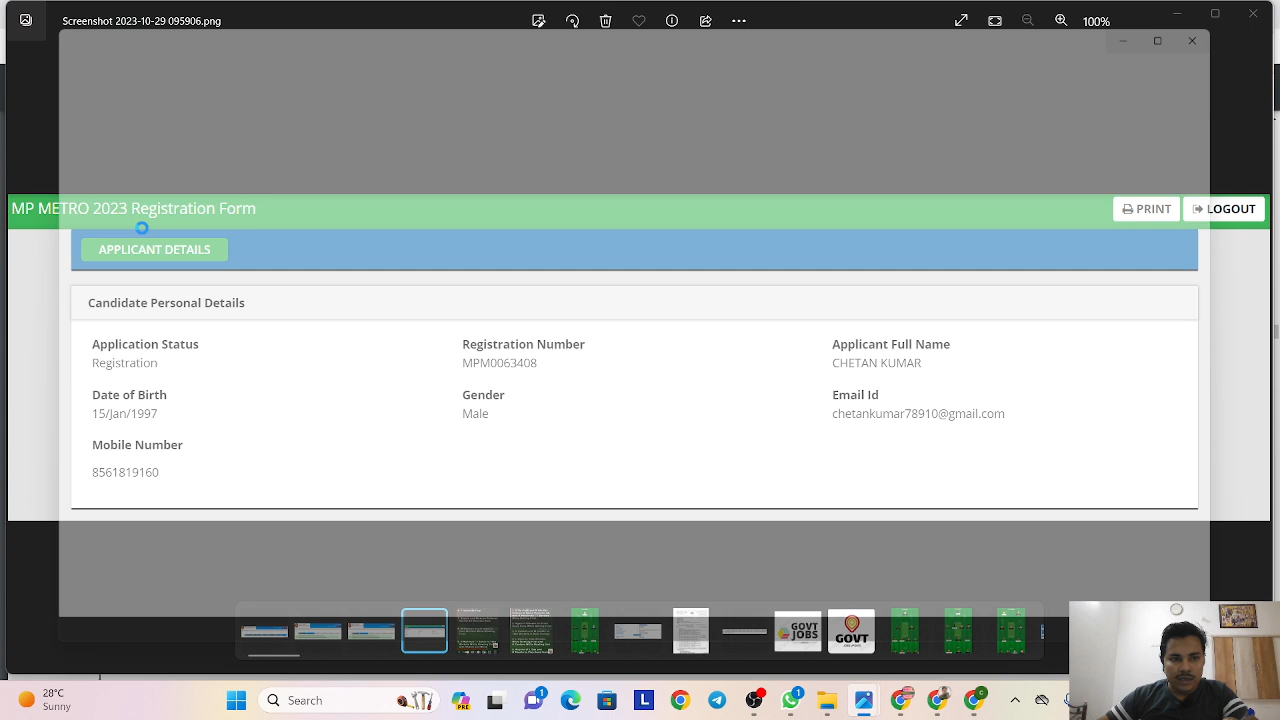 Screenshot 2023-10-29 095906.png
100%
MP METRO 2023 Registration Form
PRINT
LOGOUT
APPLICANT DETAILS
Candidate Personal Details
Application Status
Registration Number
Applicant Full Name
Registration
MPM0063408
CHETAN KUMAR
Date of Birth
Gender
Email Id
15/Jan/1997
Male
chetankumar78910@gmail.com
Mobile Number
8561819160
GOVT JOBS
GOVT
28°C
Sunny
Search
1
1